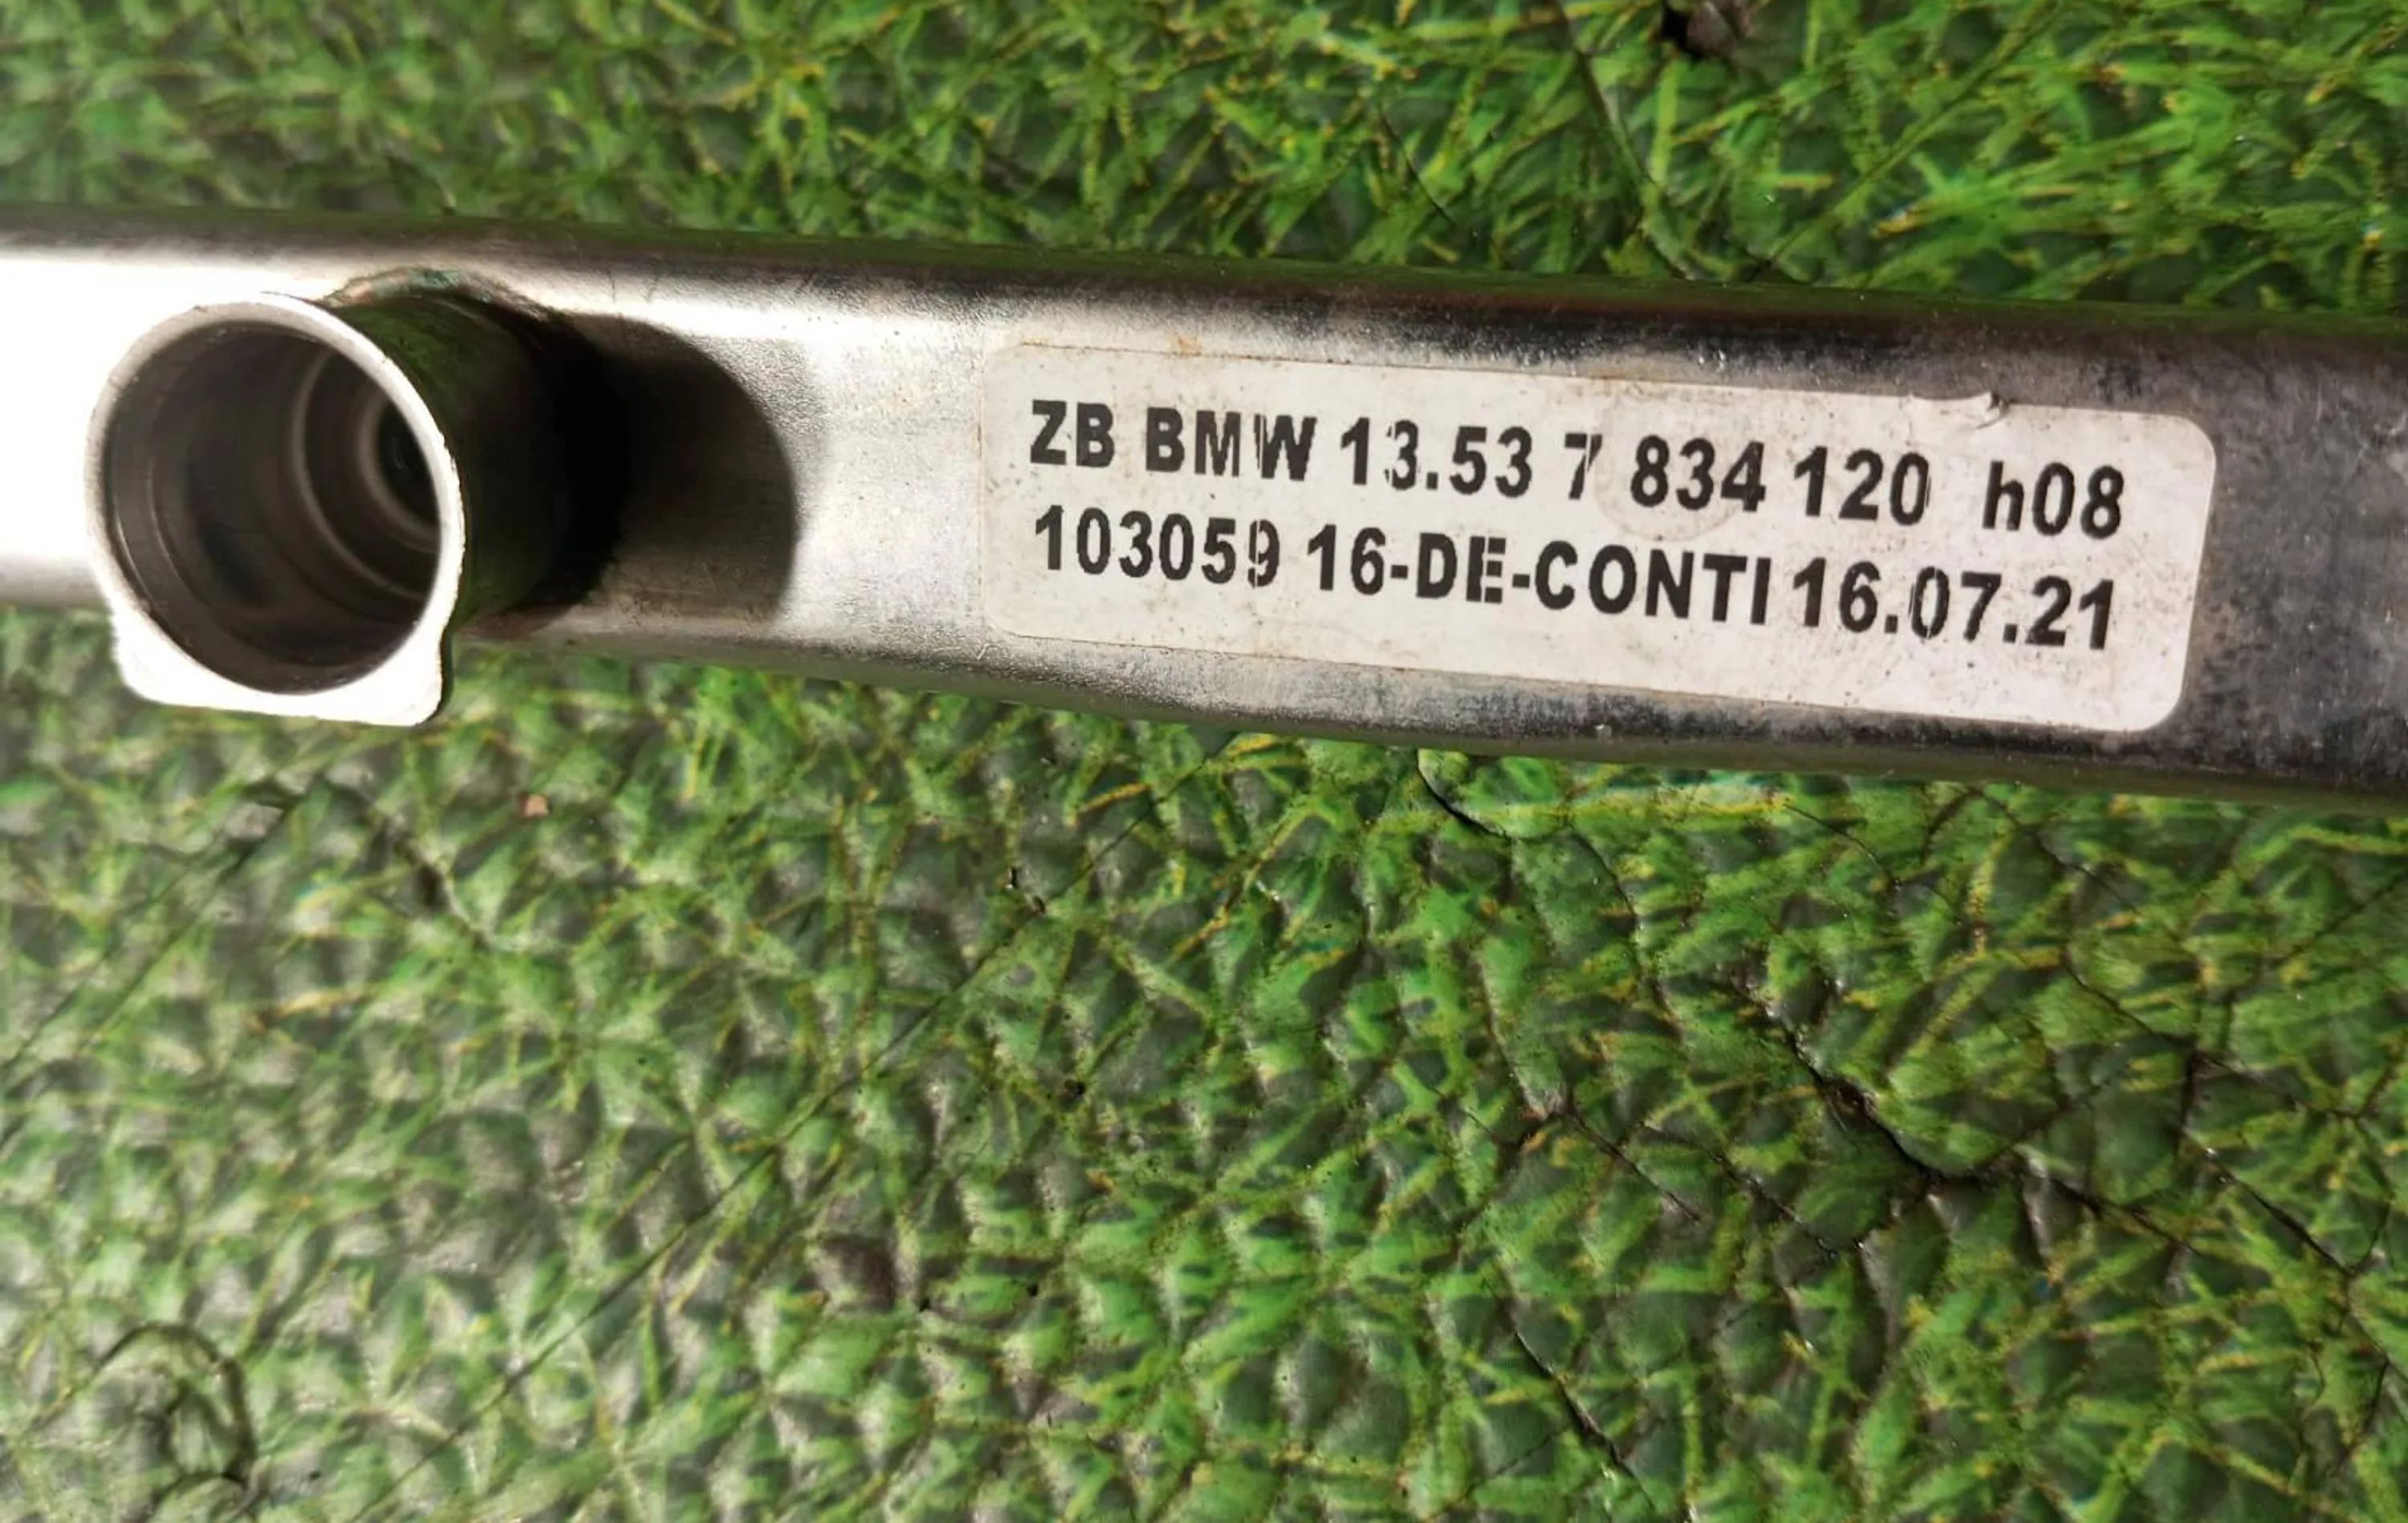 ZB BMW 13.53 7 834 120 h08
103059 16-DE-CONTI 16.07.21